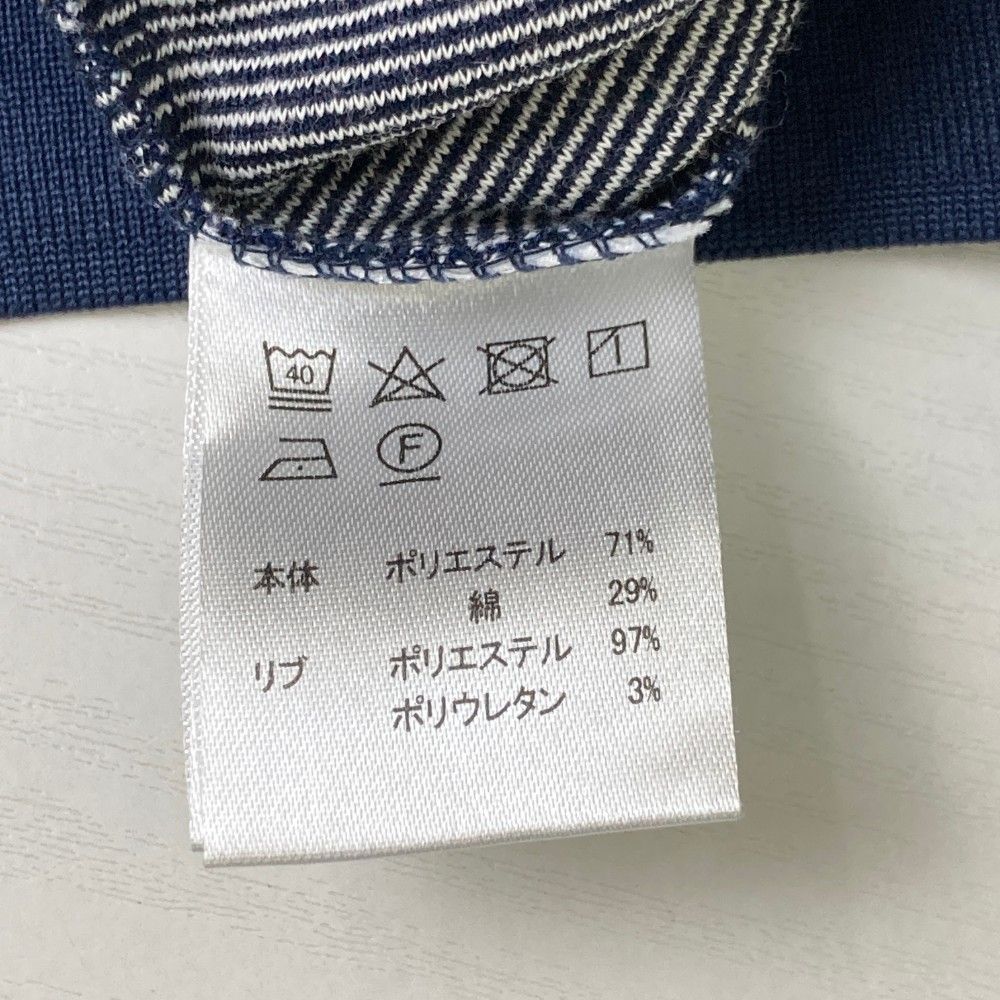 40
F
本体 ポリエステル 71%
綿 29%
リブ ポリエステル 97%
ポリウレタン 3%